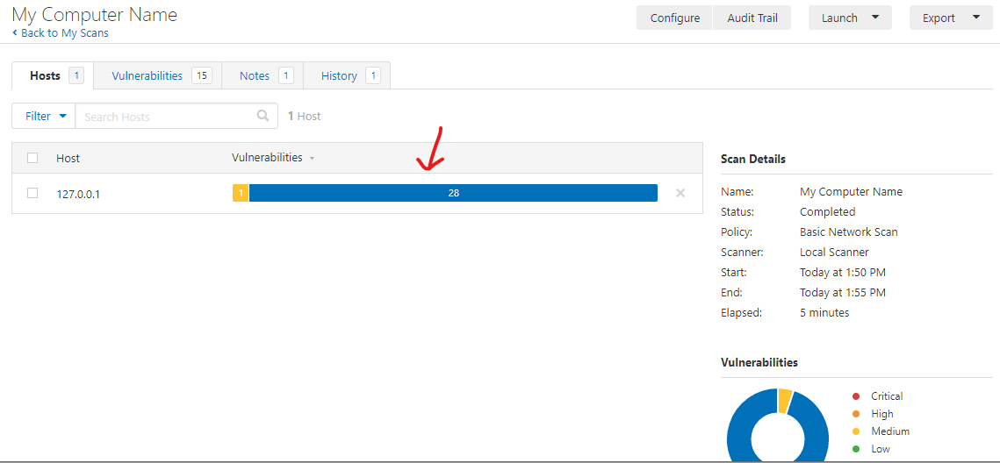 My Computer Name
Back to My Scans
Configure Audit Trail Launch Export
Hosts 1 Vulnerabilities 15 Notes 1 History 1
Filter Search Hosts 1 Host
Host Vulnerabilities
127.0.0.1 1 28
Scan Details
Name: My Computer Name
Status: Completed
Policy: Basic Network Scan
Scanner: Local Scanner
Start: Today at 1:50 PM
End: Today at 1:55 PM
Elapsed: 5 minutes
Vulnerabilities
Critical
High
Medium
Low